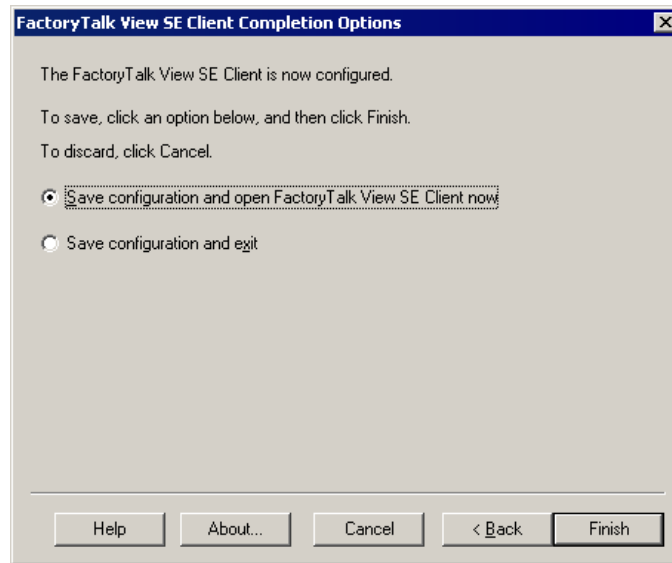 FactoryTalk View SE Client Completion Options
The FactoryTalk View SE Client is now configured.
To save, click an option below, and then click Finish.
To discard, click Cancel.
Save configuration and open FactoryTalk View SE Client now
Save configuration and exit
Help About... Cancel < Back Finish